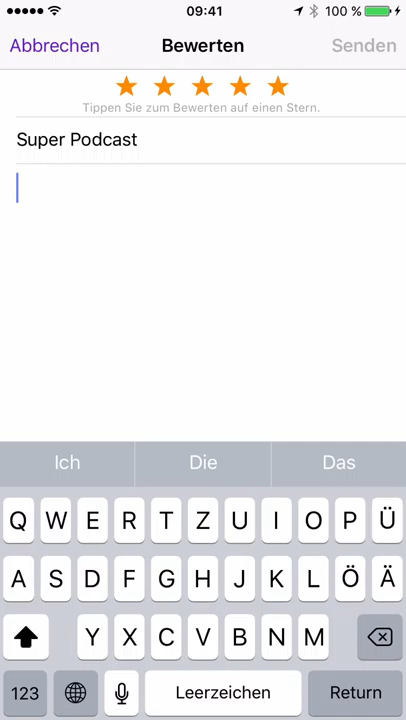 09:41
100 %
Abbrechen
Bewerten
Senden
Tippen Sie zum Bewerten auf einen Stern.
Super Podcast
Ich
Die
Das
Q W E R T Z U I O P Ü
A S D F G H J K L Ö Ä
Y X C V B N M
123
Leerzeichen
Return